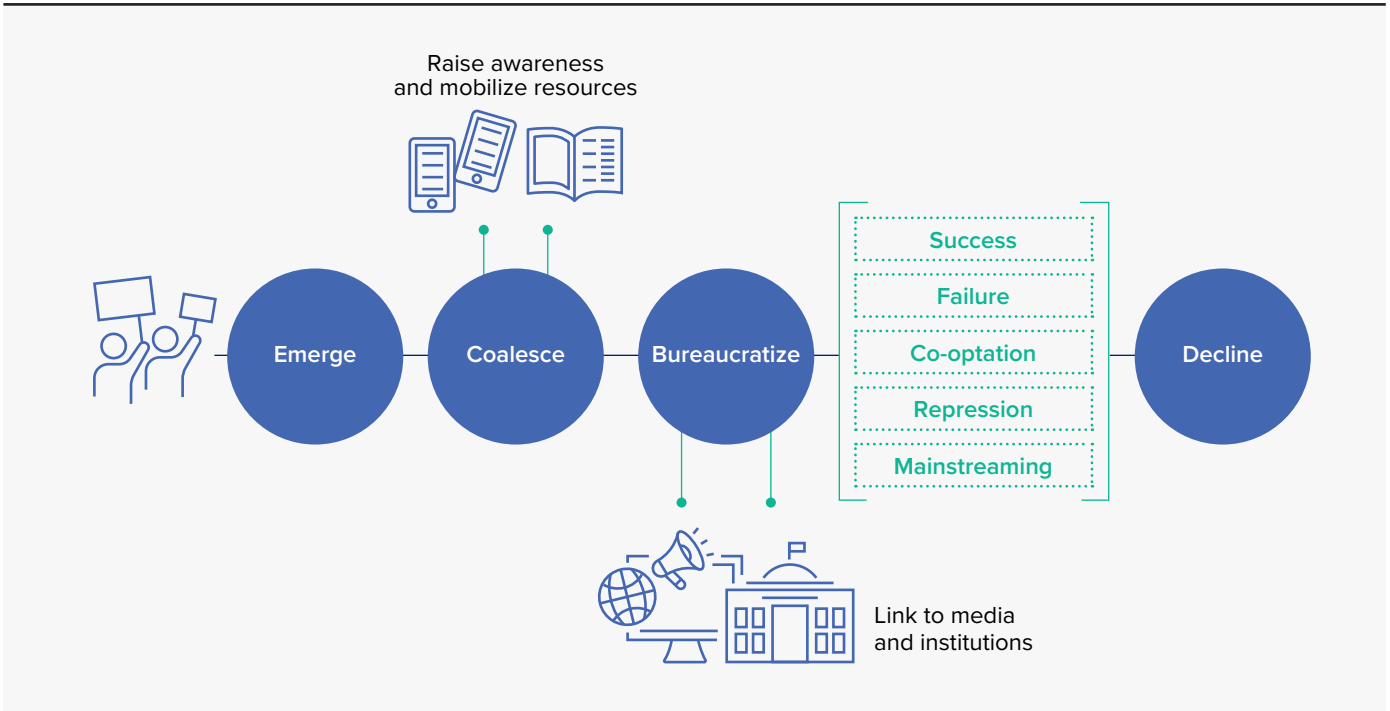 Raise awareness
and mobilize resources
Emerge
Coalesce
Bureaucratize
Success
Failure
Co-optation
Repression
Mainstreaming
Decline
Link to media
and institutions